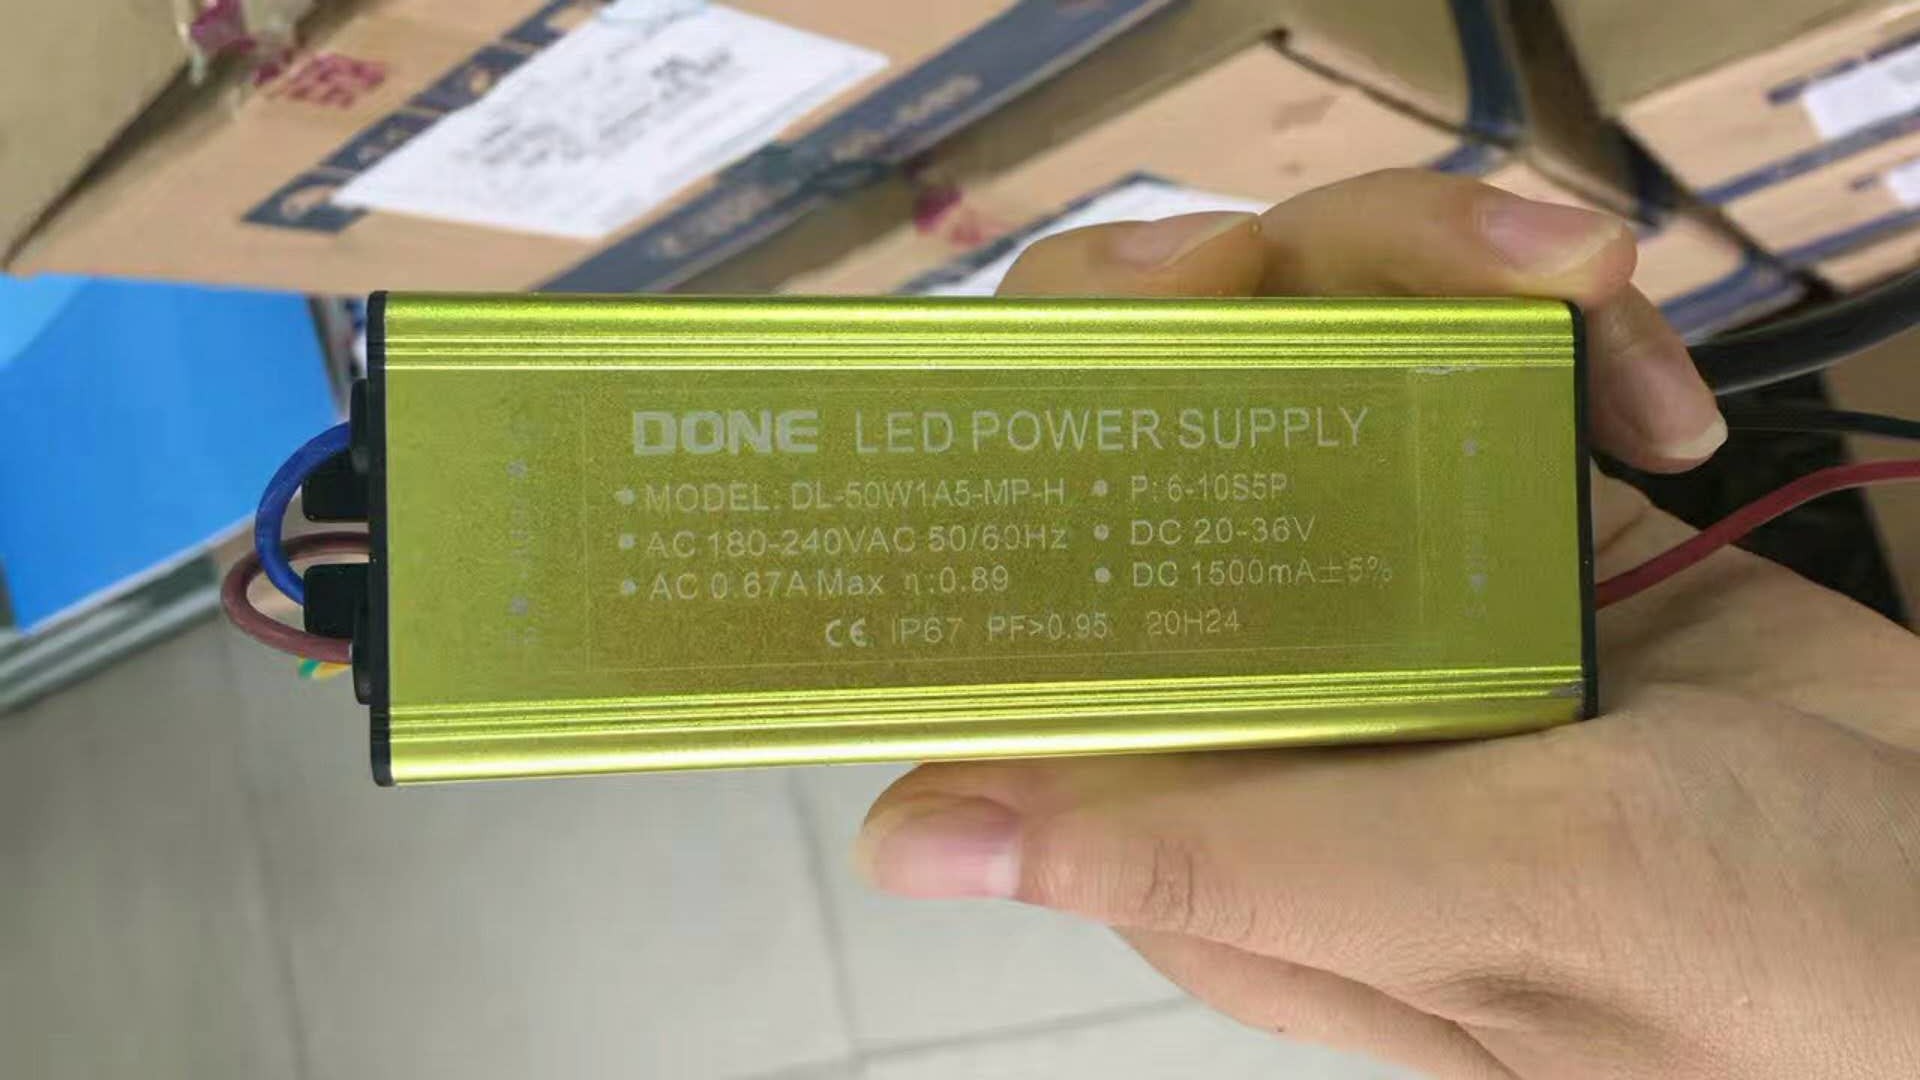 DONE LED POWER SUPPLY
• MODEL: DL-50W1A5-MP-H • P: 6-10S5P
• AC 180-240VAC 50/60Hz • DC 20-36V
• AC 0.67A Max η:0.89 • DC 1500mA±5%
CE IP67 PF>0.95 20H24